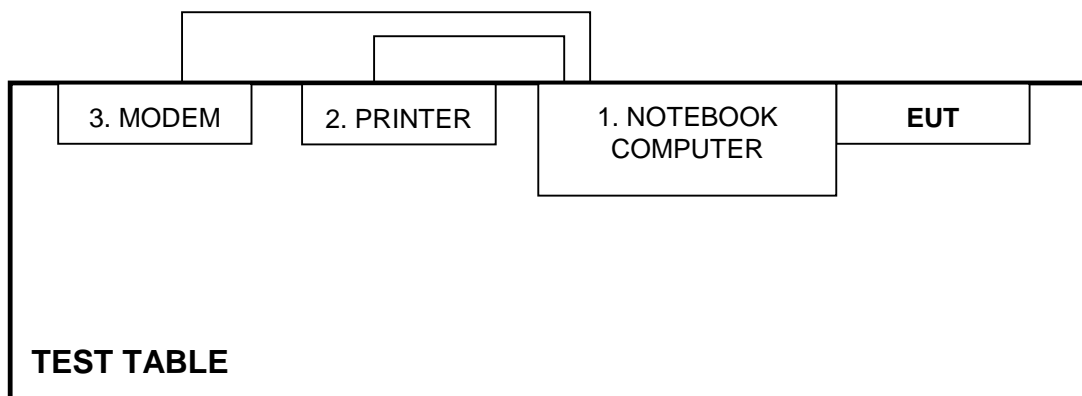 3. MODEM
2. PRINTER
1. NOTEBOOK
COMPUTER
EUT
TEST TABLE